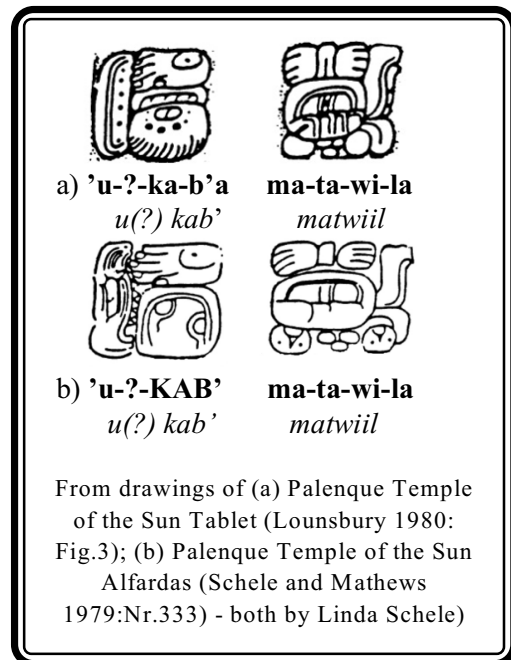 a) ’u-?-ka-b’a ma-ta-wi-la
u(?) kab’ matwiil
b) ’u-?-KAB’ ma-ta-wi-la
u(?) kab’ matwiil
From drawings of (a) Palenque Temple
of the Sun Tablet (Lounsbury 1980:
Fig.3); (b) Palenque Temple of the Sun
Alfardas (Schele and Mathews
1979:Nr.333) - both by Linda Schele)